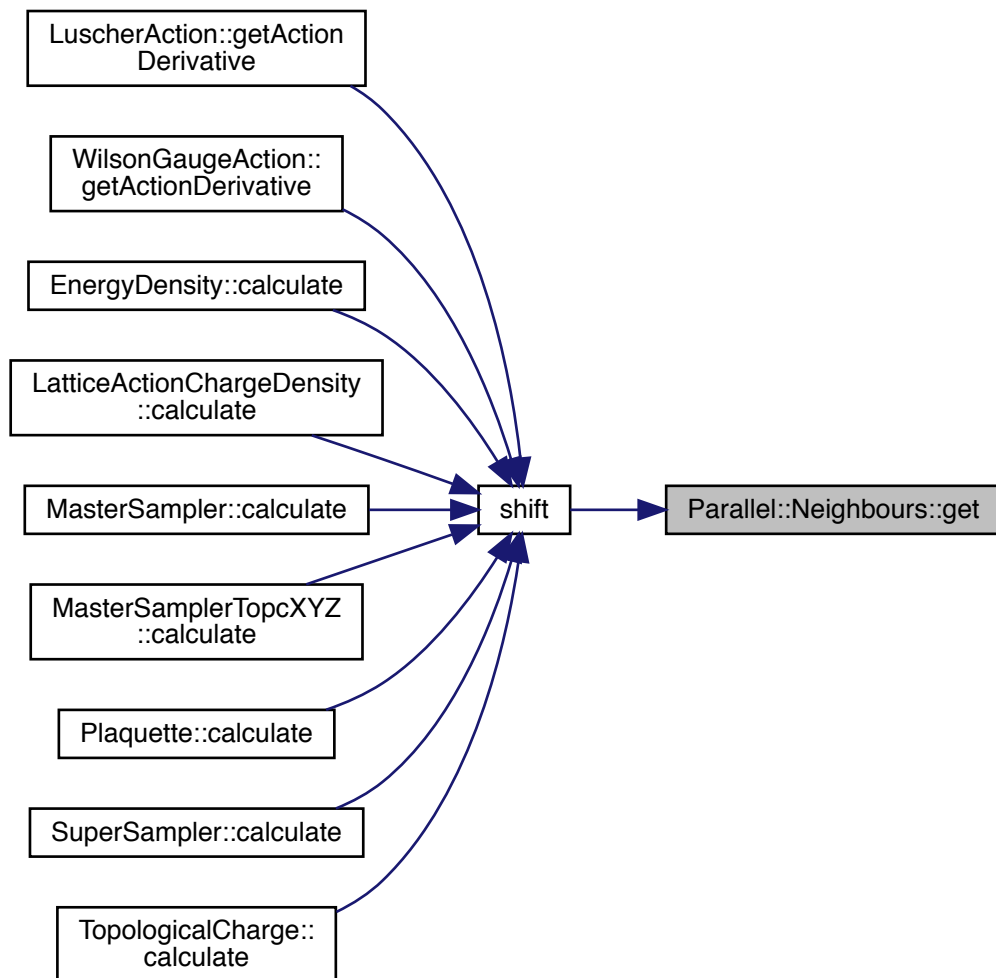 LuscherAction::getAction
Derivative
WilsonGaugeAction::
getActionDerivative
EnergyDensity::calculate
LatticeActionChargeDensity
::calculate
MasterSampler::calculate
shift
Parallel::Neighbours::get
MasterSamplerTopcXYZ
::calculate
Plaquette::calculate
SuperSampler::calculate
TopologicalCharge::
calculate